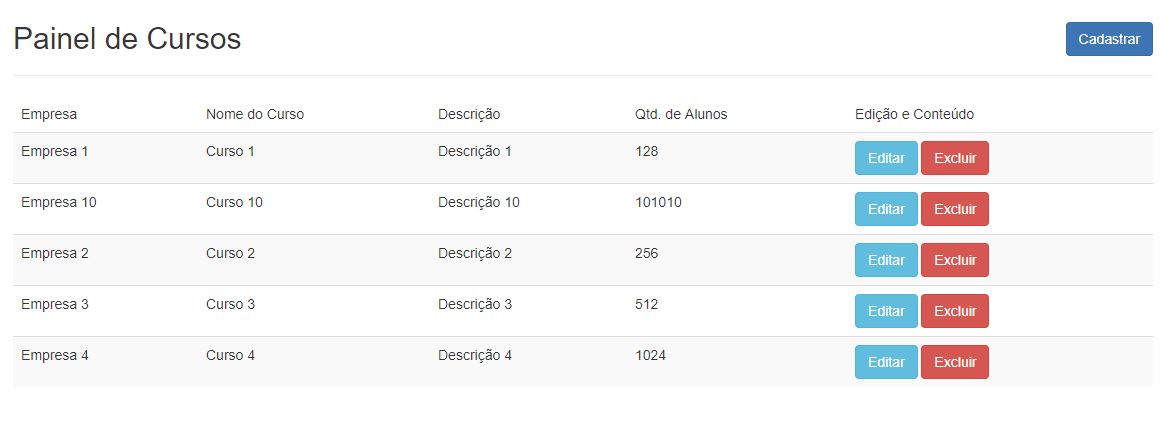 Painel de Cursos Cadastrar
Empresa Nome do Curso Descrição Qtd. de Alunos Edição e Conteúdo
Empresa 1 Curso 1 Descrição 1 128 Editar Excluir
Empresa 10 Curso 10 Descrição 10 101010 Editar Excluir
Empresa 2 Curso 2 Descrição 2 256 Editar Excluir
Empresa 3 Curso 3 Descrição 3 512 Editar Excluir
Empresa 4 Curso 4 Descrição 4 1024 Editar Excluir